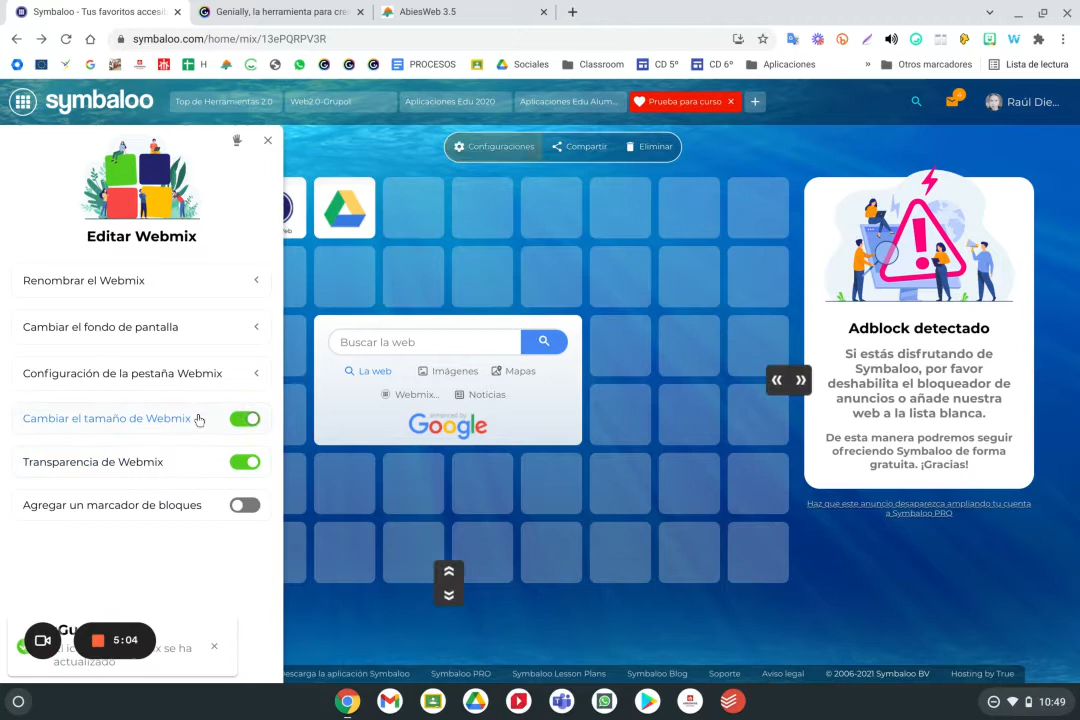 Symbaloo - Tus favoritos accesib
Genially, la herramienta para cre
AbiesWeb 3.5
symbaloo.com/home/mix/13ePQRPV3R
H
PROCESOS
Sociales
Classroom
CD 5º
CD 6º
Aplicaciones
»
Otros marcadores
Lista de lectura
symbaloo
Top de Herramientas 2.0
Web2.0-Grupo1
Aplicaciones Edu 2020
Aplicaciones Edu Alum...
Prueba para curso
Raúl Die...
Configuraciones
Compartir
Eliminar
Editar Webmix
Renombrar el Webmix
Cambiar el fondo de pantalla
Configuración de la pestaña Webmix
Cambiar el tamaño de Webmix
Transparencia de Webmix
Agregar un marcador de bloques
Buscar la web
La web
Imágenes
Mapas
Webmix...
Noticias
enhanced by
Google
Adblock detectado
Si estás disfrutando de
Symbaloo, por favor
deshabilita el bloqueador de
anuncios o añade nuestra
web a la lista blanca.
De esta manera podremos seguir
ofreciendo Symbaloo de forma
gratuita. ¡Gracias!
Haz que este anuncio desaparezca ampliando tu cuenta
a Symbaloo PRO
5:04
x se ha
actualizado
escarga la aplicación Symbaloo
Symbaloo PRO
Symbaloo Lesson Plans
Symbaloo Blog
Soporte
Aviso legal
© 2006-2021 Symbaloo BV
Hosting by True
10:49